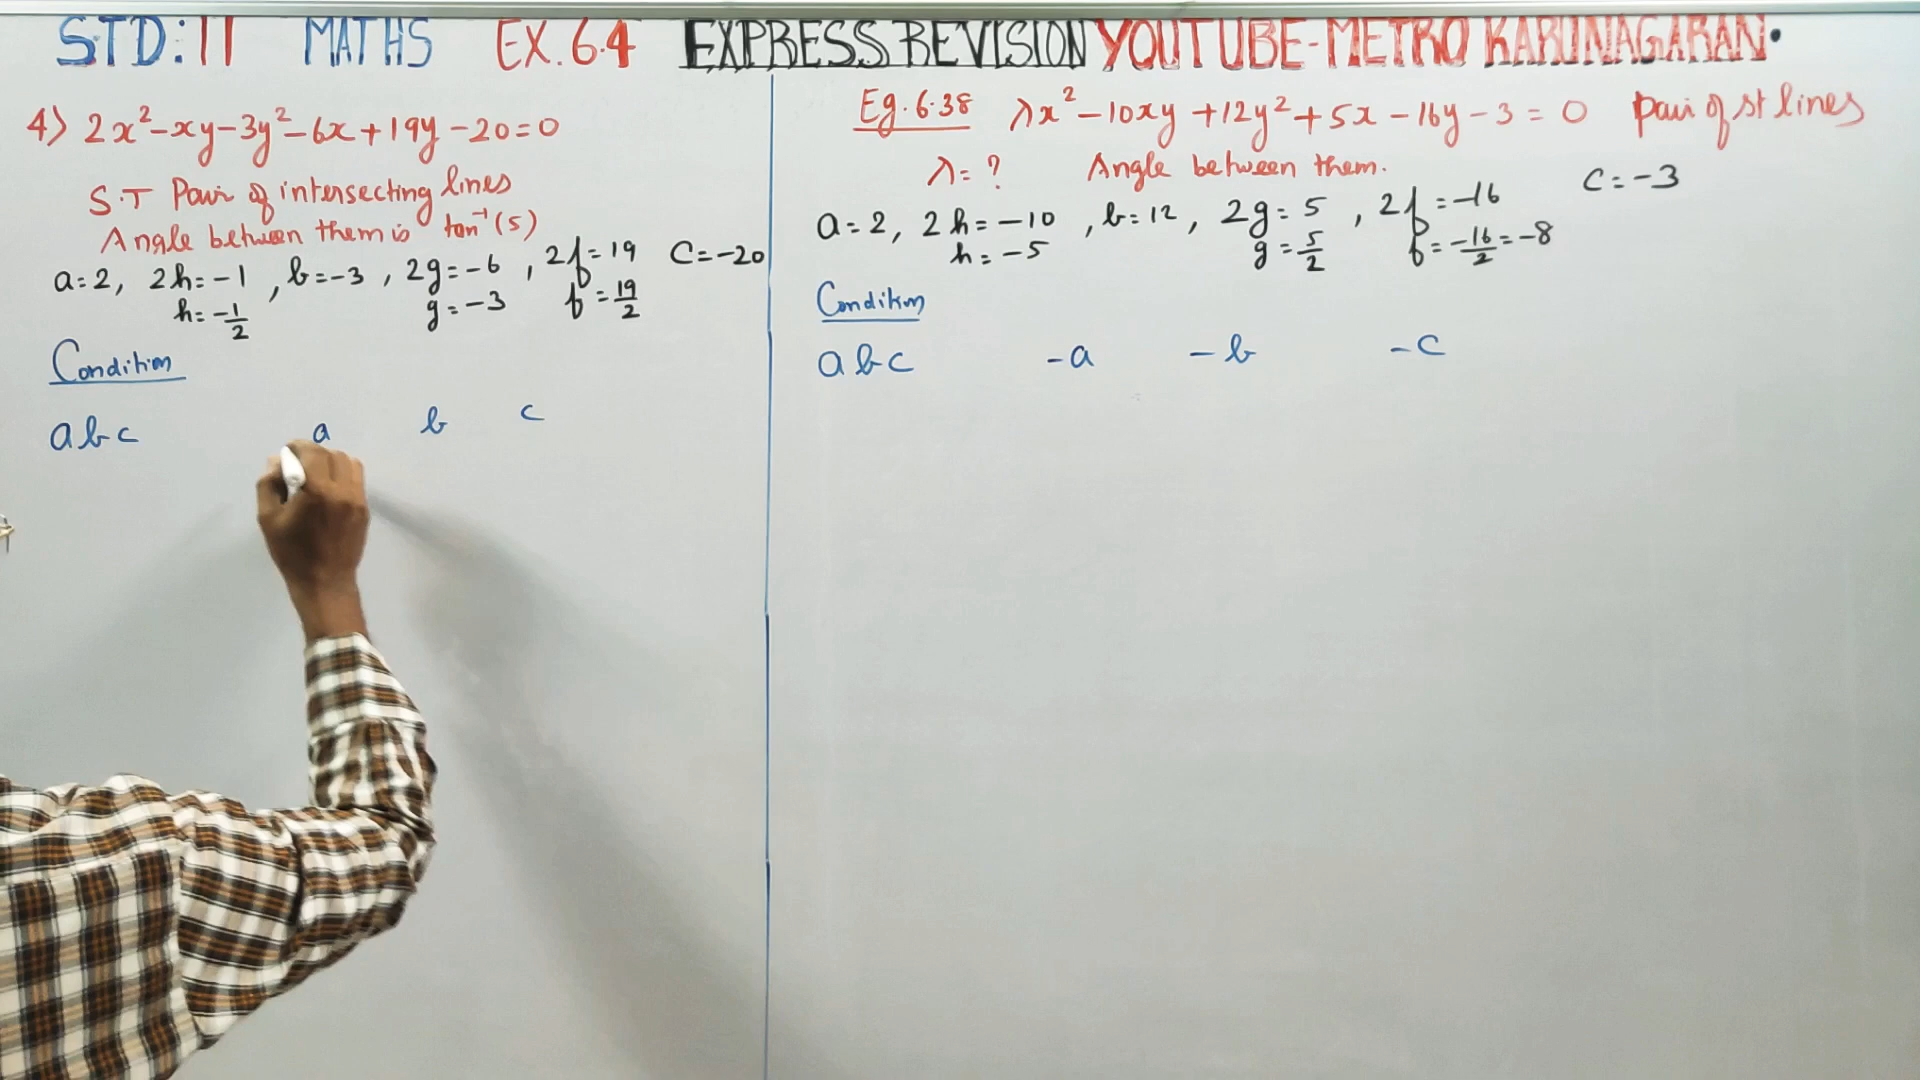 STD: 11 MATHS EX. 6.4 EXPRESS REVISION YOUTUBE-METRO KARUNAGARAN.
4) 2x²-xy-3y²-6x+19y-20=0
S.T Pair of intersecting lines
Angle between them is tan⁻¹(5)
a=2, 2h=-1, b=-3, 2g=-6, 2f=19 C=-20
h=-1/2 g=-3 f=19/2
Condition
abc a b c
Eg. 6.38 λx²-10xy+12y²+5x-16y-3=0 Pair of st lines
λ=? Angle between them.
a=2, 2h=-10, b=12, 2g=5, 2f=-16 C=-3
h=-5 g=5/2 f=-16/2=-8
Condition
abc -a -b -c